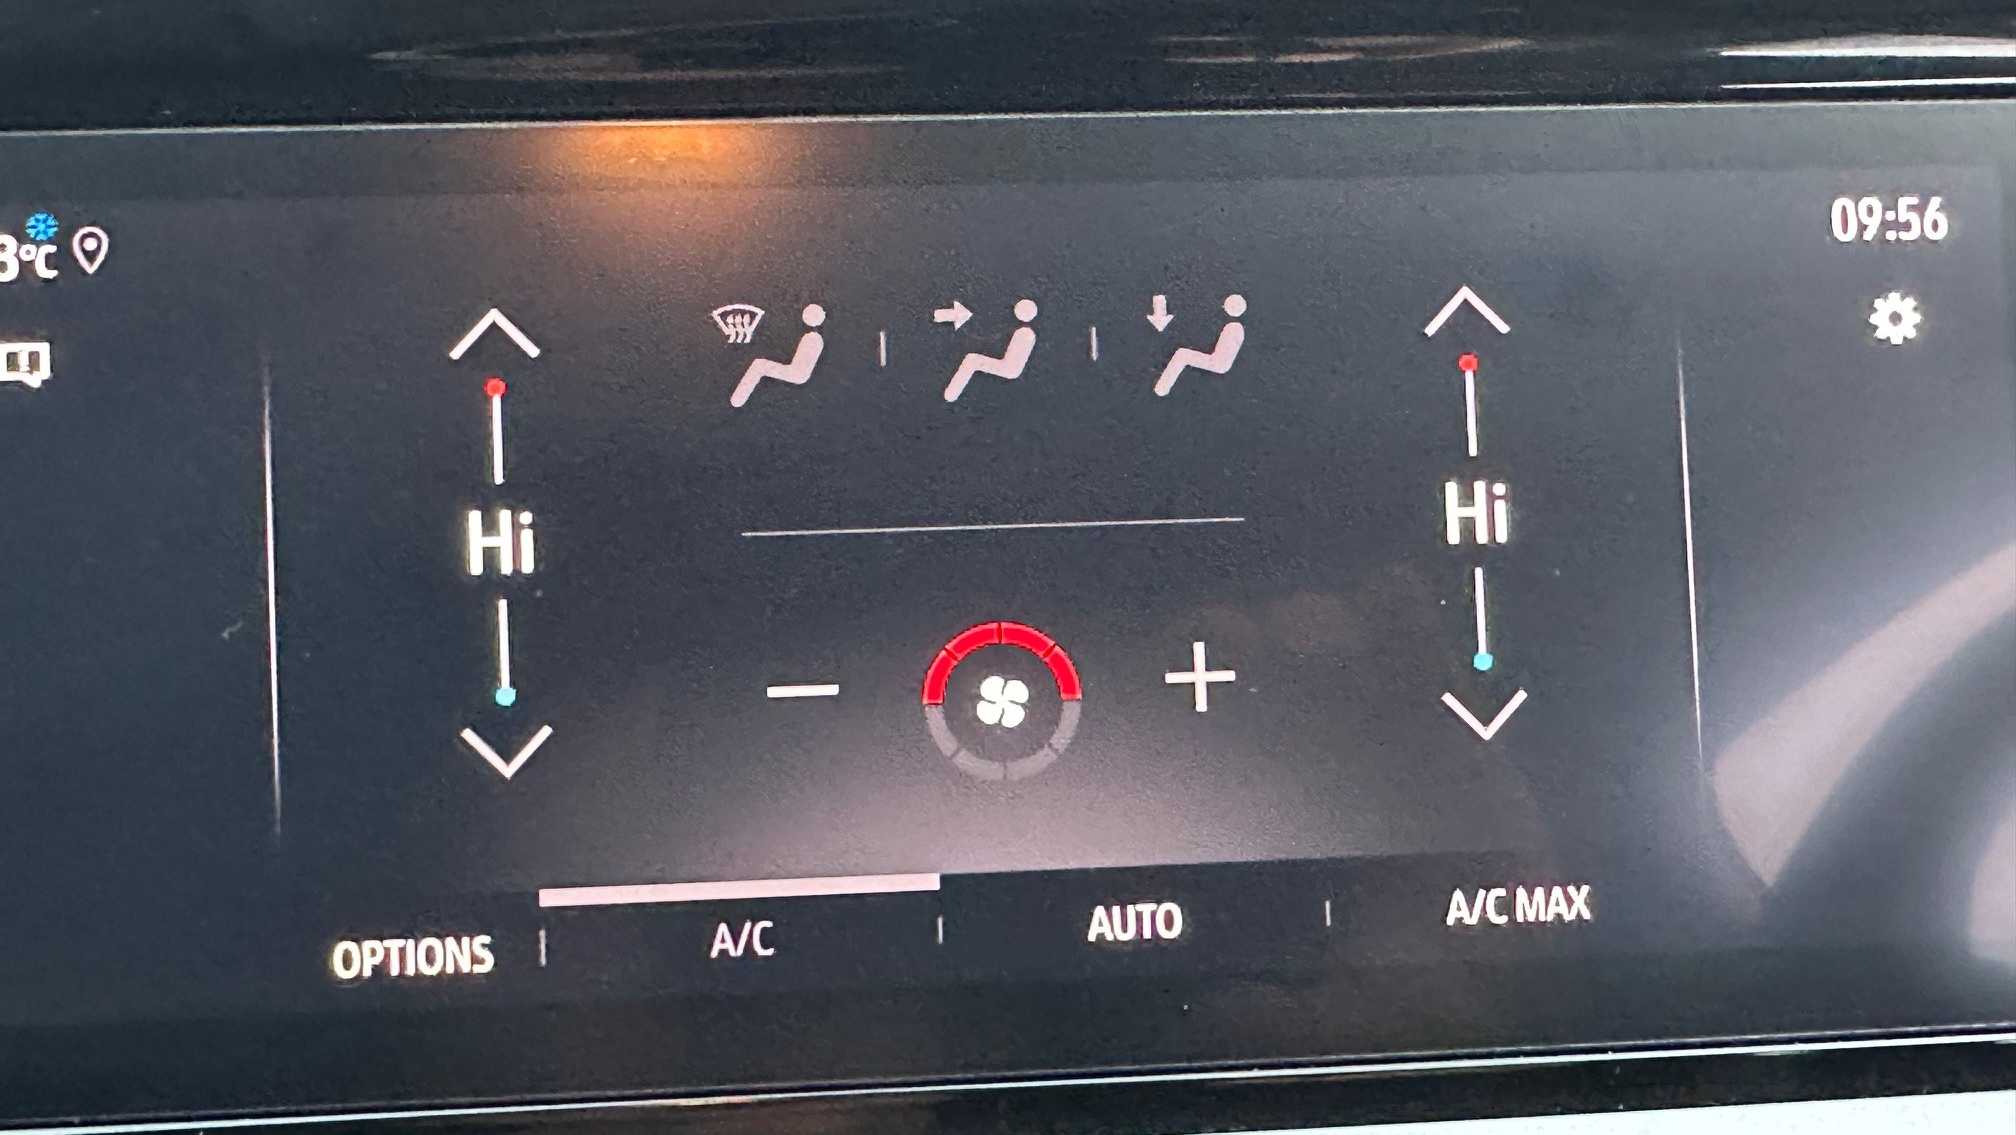 3°C
09:56
Hi
Hi
OPTIONS
A/C
AUTO
A/C MAX